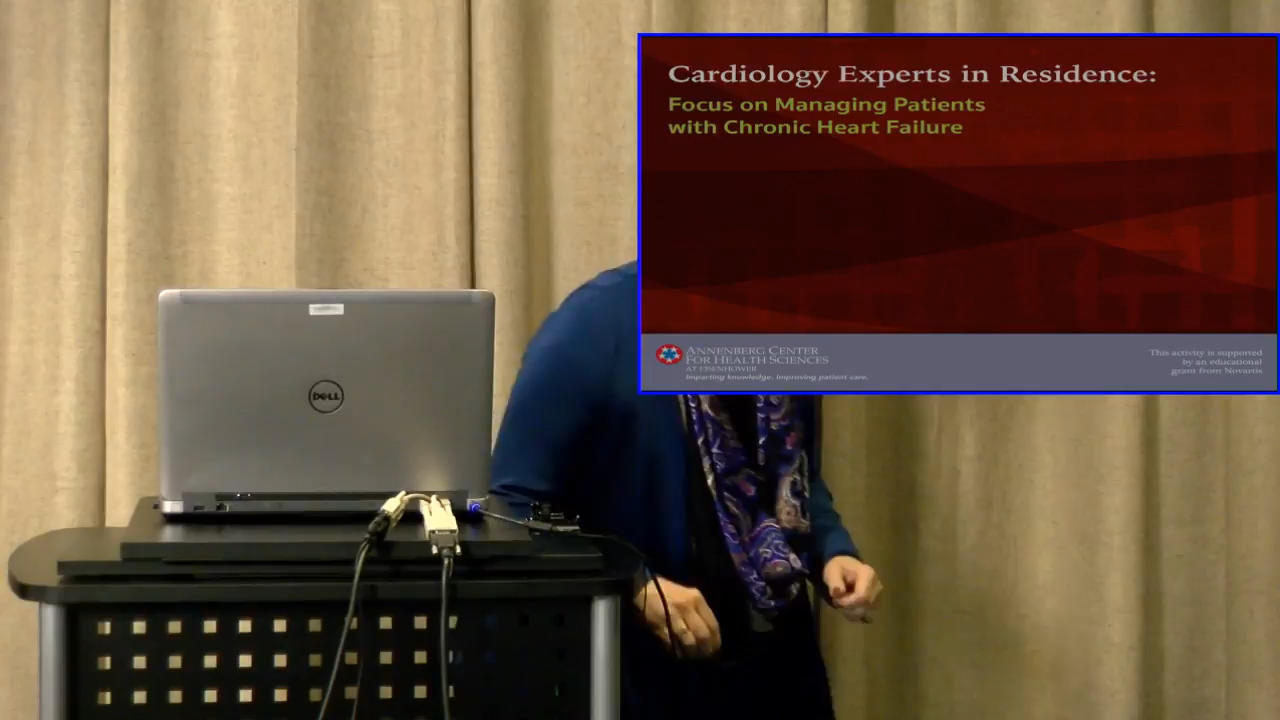 Cardiology Experts in Residence:
Focus on Managing Patients
with Chronic Heart Failure
ANNENBERG CENTER
FOR HEALTH SCIENCES
AT EISENHOWER
Imparting knowledge. Improving patient care.
This activity is supported
by an educational
grant from Novartis
DELL